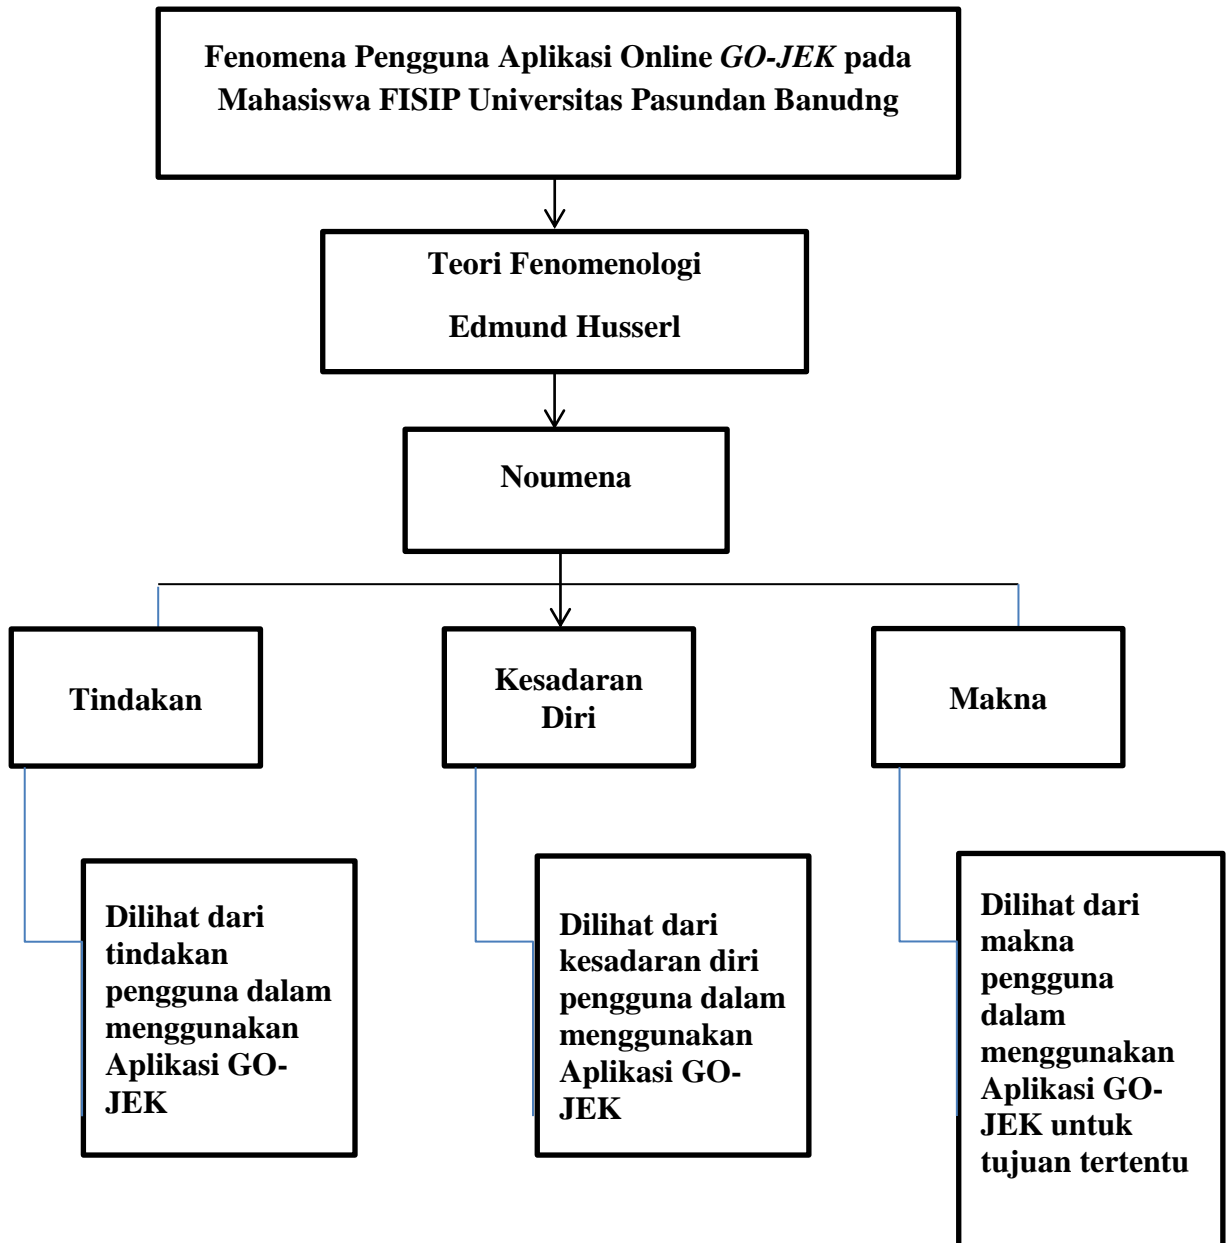 Fenomena Pengguna Aplikasi Online GO-JEK pada
Mahasiswa FISIP Universitas Pasundan Banudng
Teori Fenomenologi
Edmund Husserl
Noumena
Tindakan
Kesadaran
Diri
Makna
Dilihat dari
tindakan
pengguna dalam
menggunakan
Aplikasi GO-
JEK
Dilihat dari
kesadaran diri
pengguna dalam
menggunakan
Aplikasi GO-
JEK
Dilihat dari
makna
pengguna
dalam
menggunakan
Aplikasi GO-
JEK untuk
tujuan tertentu